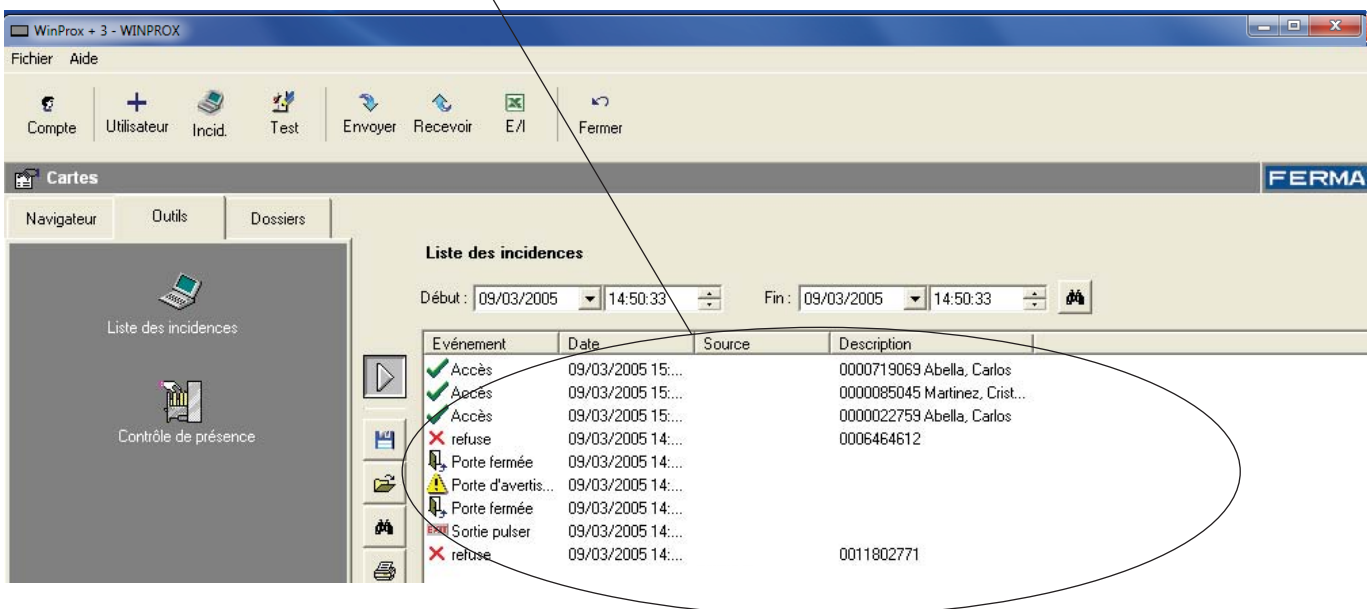 WinProx + 3 - WINPROX
Fichier Aide
Compte Utilisateur Incid. Test Envoyer Recevoir E/I Fermer
Cartes FERMA
Navigateur Outils Dossiers
Liste des incidences
Début : 09/03/2005 14:50:33 Fin : 09/03/2005 14:50:33
Liste des incidences
Contrôle de présence
Evénement Date Source Description
Accès 09/03/2005 15:... 0000719069 Abella, Carlos
Accès 09/03/2005 15:... 0000085045 Martinez, Crist...
Accès 09/03/2005 15:... 0000022759 Abella, Carlos
refuse 09/03/2005 14:... 0006464612
Porte fermée 09/03/2005 14:...
Porte d'avertis... 09/03/2005 14:...
Porte fermée 09/03/2005 14:...
EXIT Sortie pulser 09/03/2005 14:...
refuse 09/03/2005 14:... 0011802771